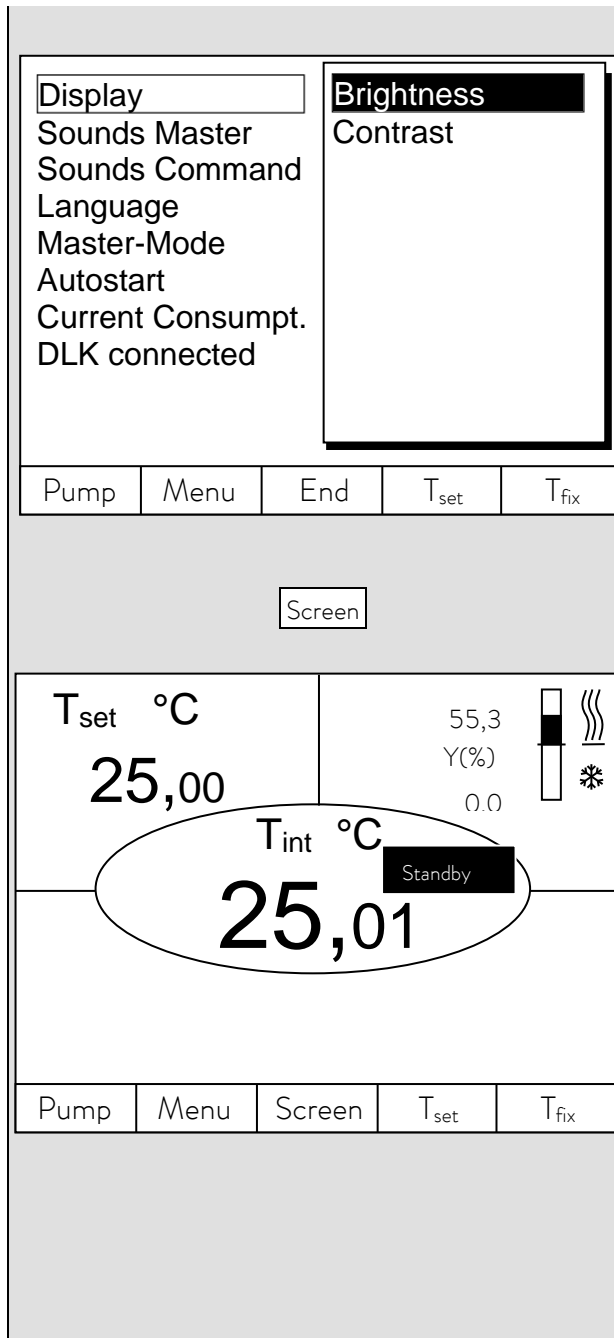 Display
Sounds Master
Sounds Command
Language
Master-Mode
Autostart
Current Consumpt.
DLK connected
Brightness
Contrast
Pump Menu End Tset Tfix
Screen
Tset °C
25,00
55,3
Y(%)
0.0
Tint °C
Standby
25,01
Pump Menu Screen Tset Tfix